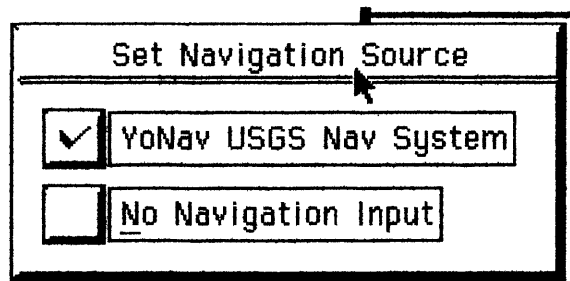 Set Navigation Source
YoNav USGS Nav System
No Navigation Input